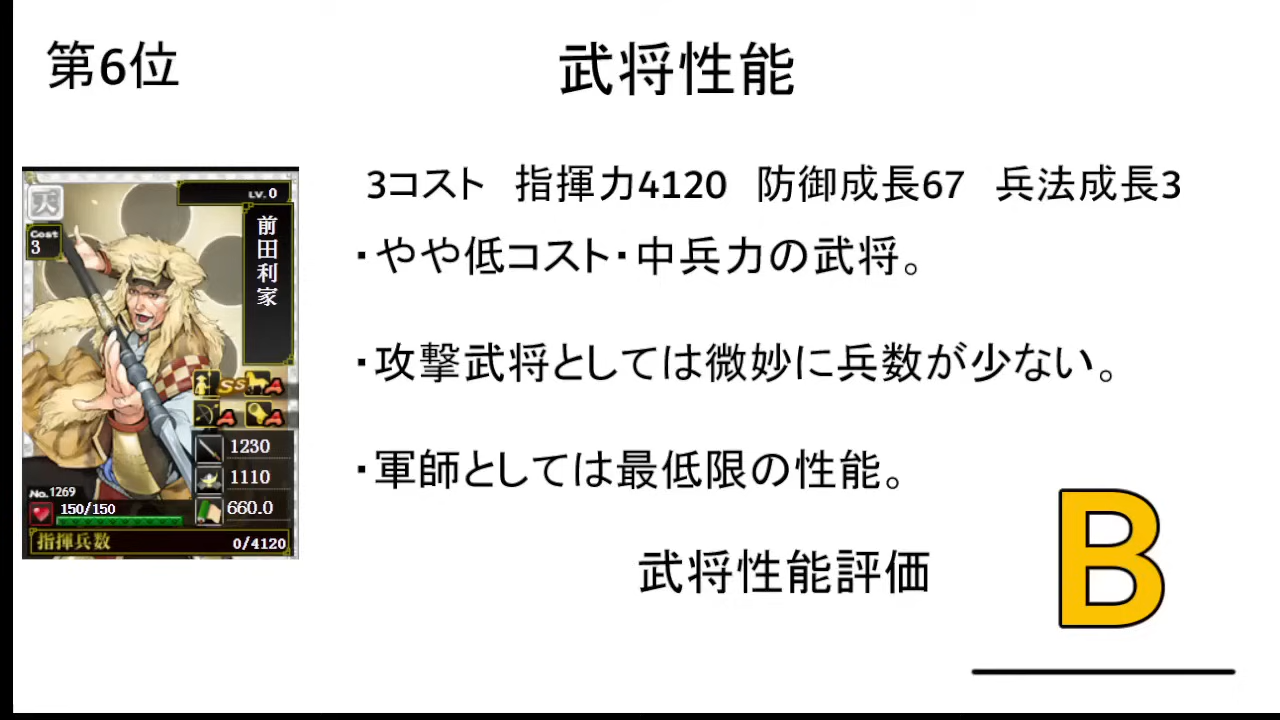 第6位
武将性能
3コスト 指揮力4120 防御成長67 兵法成長3
・やや低コスト・中兵力の武将。
・攻撃武将としては微妙に兵数が少ない。
・軍師としては最低限の性能。
武将性能評価
B
天
LV.0
Cost
3
前田利家
SS A
A A
1230
1110
660.0
No.1269
150/150
指揮兵数 0/4120